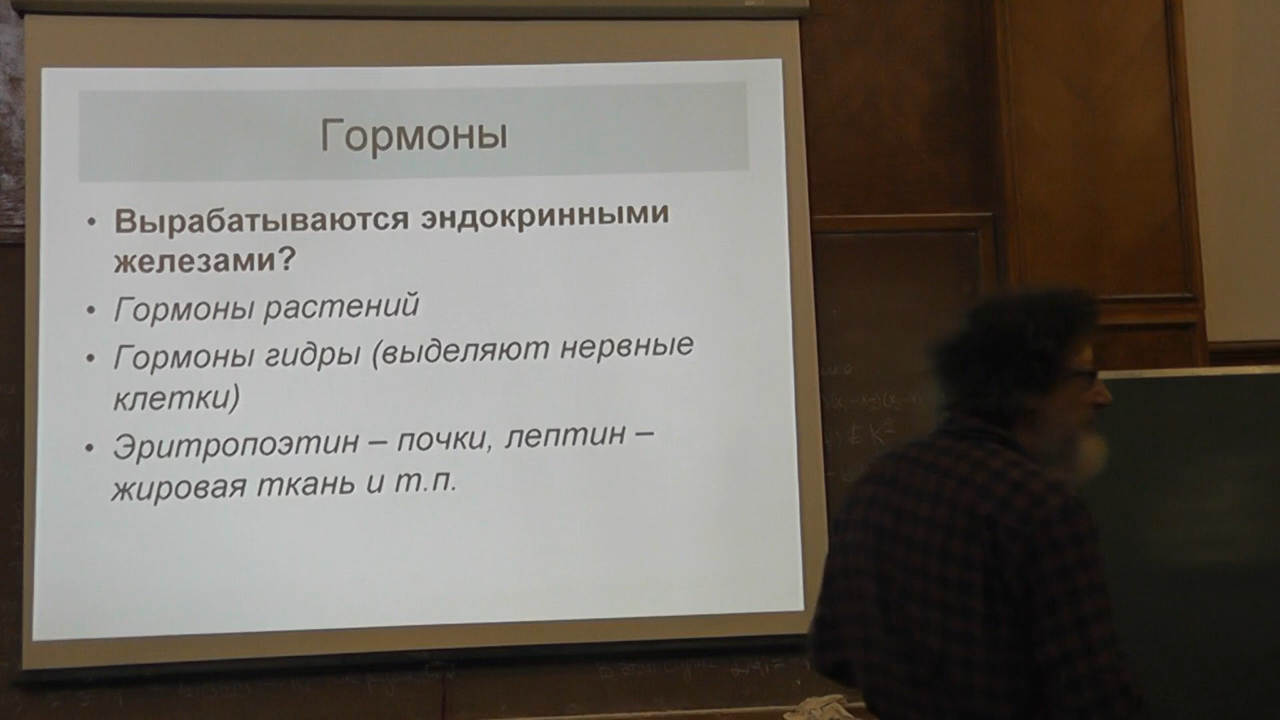 Гормоны
• Вырабатываются эндокринными
железами?
• Гормоны растений
• Гормоны гидры (выделяют нервные
клетки)
• Эритропоэтин – почки, лептин –
жировая ткань и т.п.